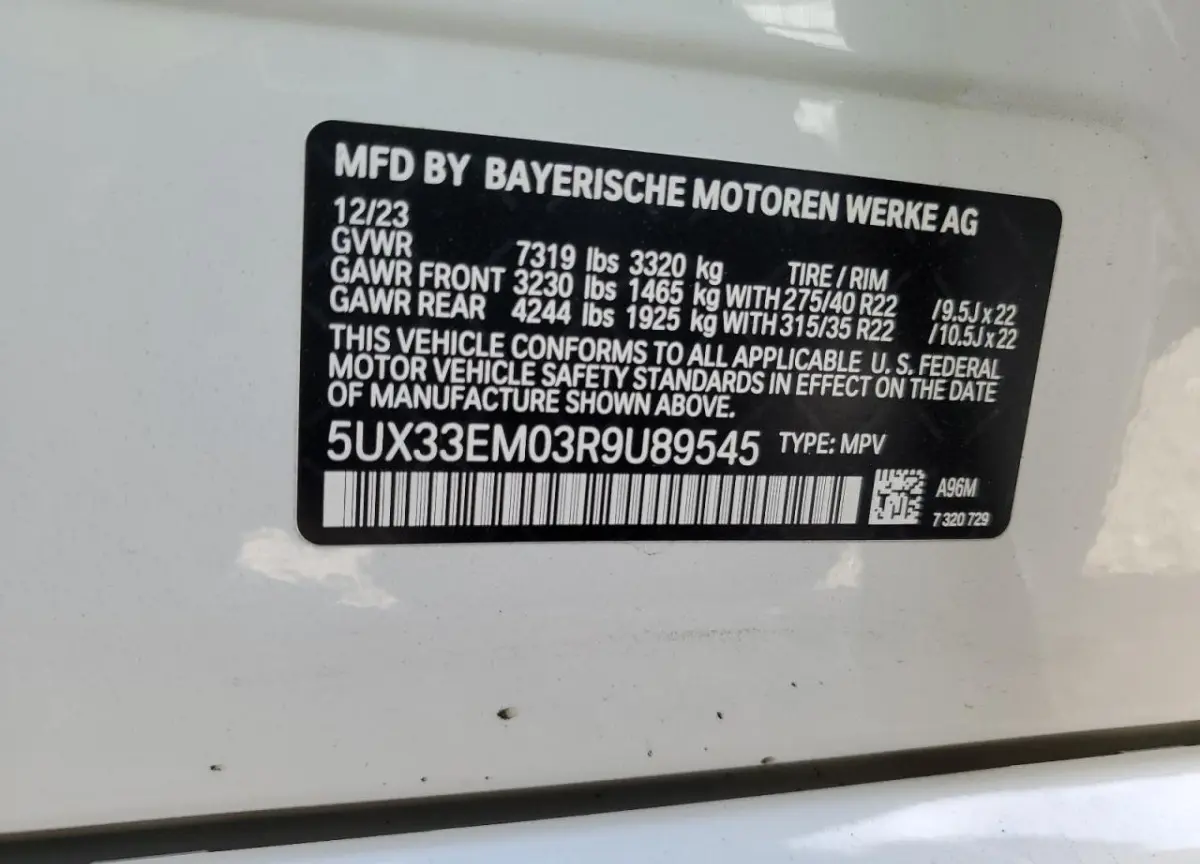 MFD BY BAYERISCHE MOTOREN WERKE AG
12/23
GVWR 7319 lbs 3320 kg TIRE / RIM
GAWR FRONT 3230 lbs 1465 kg WITH 275/40 R22 /9.5J x 22
GAWR REAR 4244 lbs 1925 kg WITH 315/35 R22 /10.5J x 22
THIS VEHICLE CONFORMS TO ALL APPLICABLE U. S. FEDERAL
MOTOR VEHICLE SAFETY STANDARDS IN EFFECT ON THE DATE
OF MANUFACTURE SHOWN ABOVE.
5UX33EM03R9U89545 TYPE: MPV
A96M
7 320 729